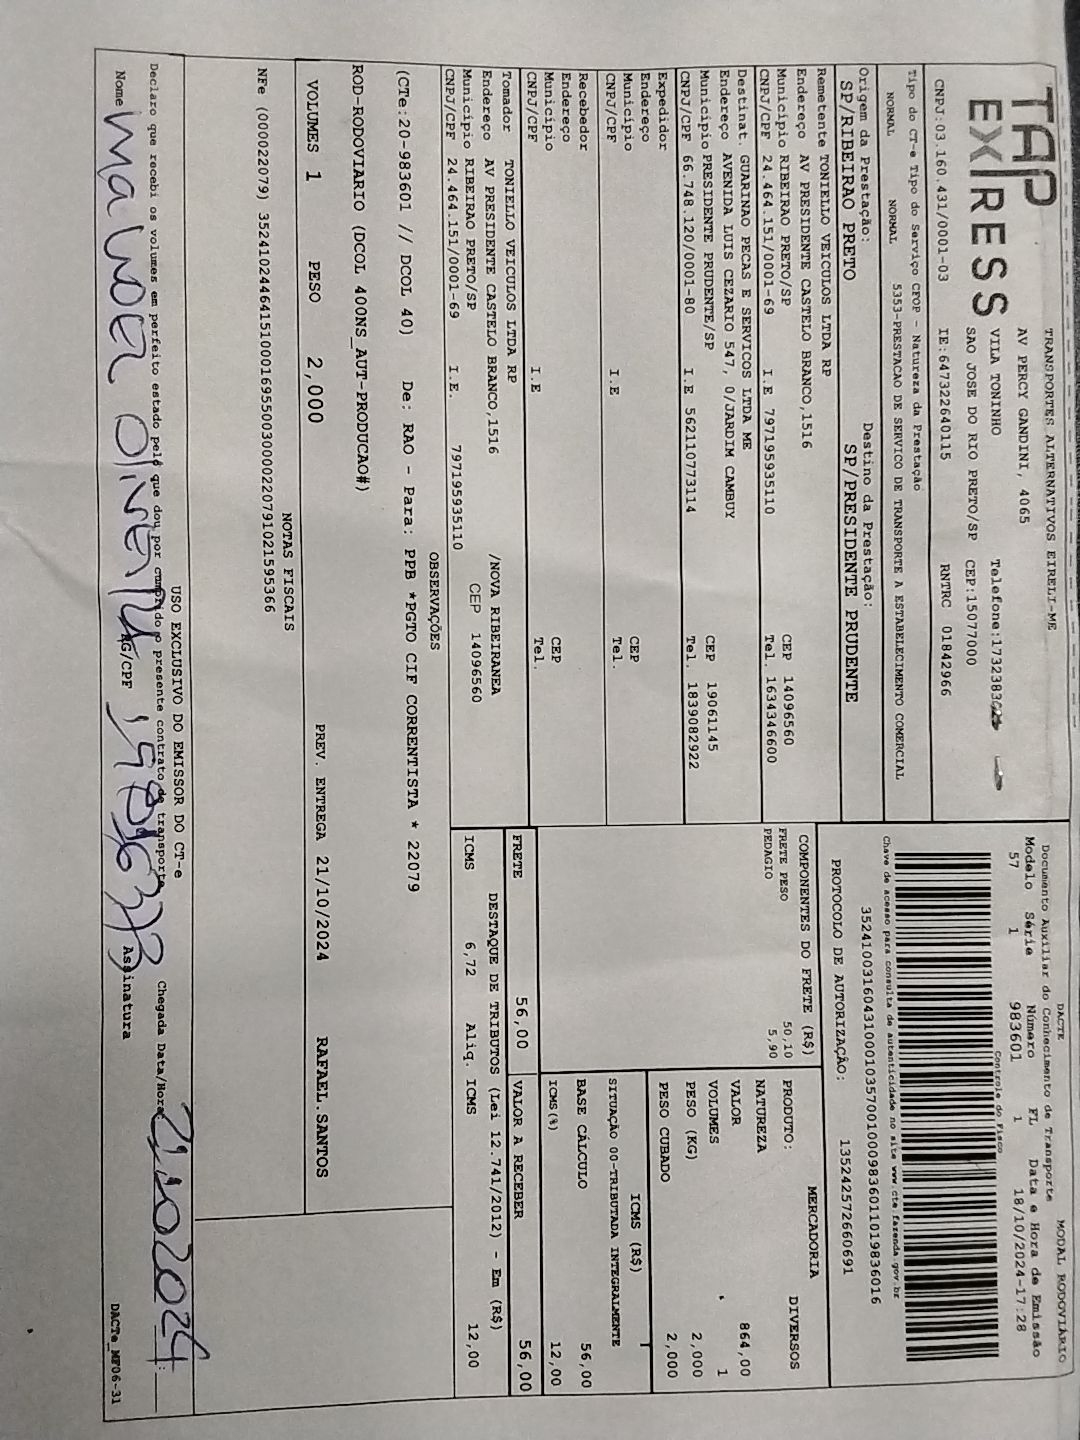 TAP
EXPRESS
TRANSPORTES ALTERNATIVOS EIRELI-ME
AV PERCY GANDINI, 4065
VILA TONINHO Telefone:1732383
SAO JOSE DO RIO PRETO/SP CEP:15077000
CNPJ:03.160.431/0001-03 IE:647322640115 RNTRC 01842966
Tipo do CT-e Tipo do Serviço CFOP - Natureza da Prestação
NORMAL NORMAL 5353-PRESTACAO DE SERVICO DE TRANSPORTE A ESTABELECIMENTO COMERCIAL
Origem da Prestação: Destino da Prestação:
SP/RIBEIRAO PRETO SP/PRESIDENTE PRUDENTE
Remetente TONIELLO VEICULOS LTDA RP
Endereço AV PRESIDENTE CASTELO BRANCO,1516
Município RIBEIRAO PRETO/SP CEP 14096560
CNPJ/CPF 24.464.151/0001-69 I.E 797195935110 Tel. 1634346600
Destinat. GUARINAO PECAS E SERVICOS LTDA ME
Endereço AVENIDA LUIS CEZARIO 547, 0/JARDIM CAMBUY
Município PRESIDENTE PRUDENTE/SP CEP 19061145
CNPJ/CPF 66.748.120/0001-80 I.E 562110773114 Tel. 1839082922
Expedidor
Endereço
Município CEP
CNPJ/CPF I.E Tel.
Recebedor
Endereço
Município CEP
CNPJ/CPF I.E Tel.
Tomador TONIELLO VEICULOS LTDA RP
Endereço AV PRESIDENTE CASTELO BRANCO,1516 /NOVA RIBEIRANEA
Município RIBEIRAO PRETO/SP CEP 14096560
CNPJ/CPF 24.464.151/0001-69 I.E. 797195935110
DACTE MODAL RODOVIÁRIO
Documento Auxiliar do Conhecimento de Transporte
Modelo Série Número FL Data e Hora de Emissão
57 1 983601 1 18/10/2024-17:28
Controle do Fisco
Chave de acesso para consulta de autenticidade no site www.cte.fazenda.gov.br
35241003160431000103570010009836011019836016
PROTOCOLO DE AUTORIZAÇÃO: 135242572660691
COMPONENTES DO FRETE (R$)
FRETE PESO 50,10
PEDAGIO 5,90
MERCADORIA
PRODUTO: DIVERSOS
NATUREZA
VALOR 864,00
VOLUMES 1
PESO (KG) 2,000
PESO CUBADO 2,000
ICMS (R$)
SITUAÇÃO 00-TRIBUTADA INTEGRALMENTE
BASE CÁLCULO 56,00
ICMS(%) 12,00
FRETE 56,00 VALOR A RECEBER 56,00
DESTAQUE DE TRIBUTOS (Lei 12.741/2012) - Em (R$)
ICMS 6,72 Aliq. ICMS 12,00
OBSERVAÇÕES
(CTe:20-983601 // DCOL 40) De: RAO - Para: PPB *PGTO CIF CORRENTISTA * 22079
ROD-RODOVIARIO (DCOL 400NS_AUT-PRODUCAO#)
VOLUMES 1 PESO 2,000 PREV. ENTREGA 21/10/2024 RAFAEL.SANTOS
NOTAS FISCAIS
NFe (000022079) 35241024464151000169550030000220791021595366
USO EXCLUSIVO DO EMISSOR DO CT-e
Declaro que recebi os volumes em perfeito estado pelo que dou por cumprido o presente contrato de transporte
Chegada Data/Hora 21102024 :
Nome Manoel RG/CPF Assinatura
DACTe_MF06-31